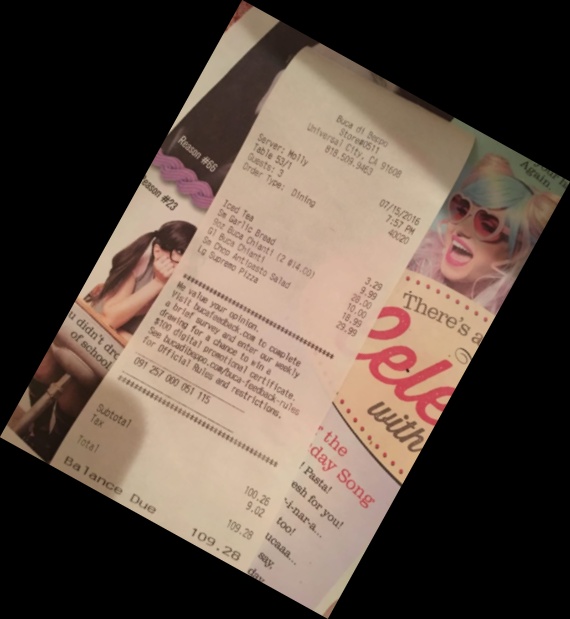 Buca di Beppo
Store#0511
Universal City, CA 91608
818.509.9463
Server: Molly
07/15/2016
Table 53/1
7:57 PM
Guests: 3
40020
Order Type: Dining
Iced Tea 3.29
Sm Garlic Bread 9.99
9oz Buca Chianti (2 @14.00) 28.00
Gl Buca Chianti 10.00
Sm Chop Antipasto Salad 18.99
Lg Supremo Pizza 29.99
We value your opinion.
Visit bucafeedback.com to complete
a brief survey and enter our weekly
drawing for a chance to win a
$100 digital promotional certificate.
See bucadibeppo.com/buca-feedback-rules
for Official Rules and restrictions.
091 257 000 051 115
Subtotal 100.26
Tax 9.02
Total 109.28
Balance Due 109.28
Reason #66
eason #23
u didn't dre
of school
Again.
There's a
Cele
with
the
day Song
Pasta!
esh for you!
-i-nar-a...
too!
ucaaa...
say,
day